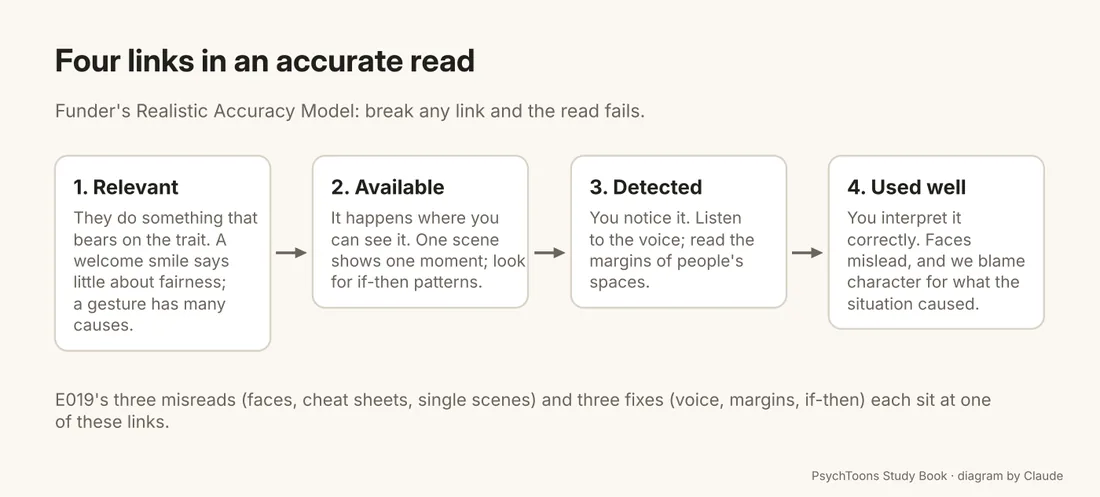 Four links in an accurate read
Funder's Realistic Accuracy Model: break any link and the read fails.
1. Relevant
They do something that
bears on the trait. A
welcome smile says
little about fairness;
a gesture has many
causes.
2. Available
It happens where you
can see it. One scene
shows one moment; look
for if-then patterns.
3. Detected
You notice it. Listen
to the voice; read the
margins of people's
spaces.
4. Used well
You interpret it
correctly. Faces
mislead, and we blame
character for what the
situation caused.
E019's three misreads (faces, cheat sheets, single scenes) and three fixes (voice, margins, if-then) each sit at one
of these links.
PsychToons Study Book · diagram by Claude